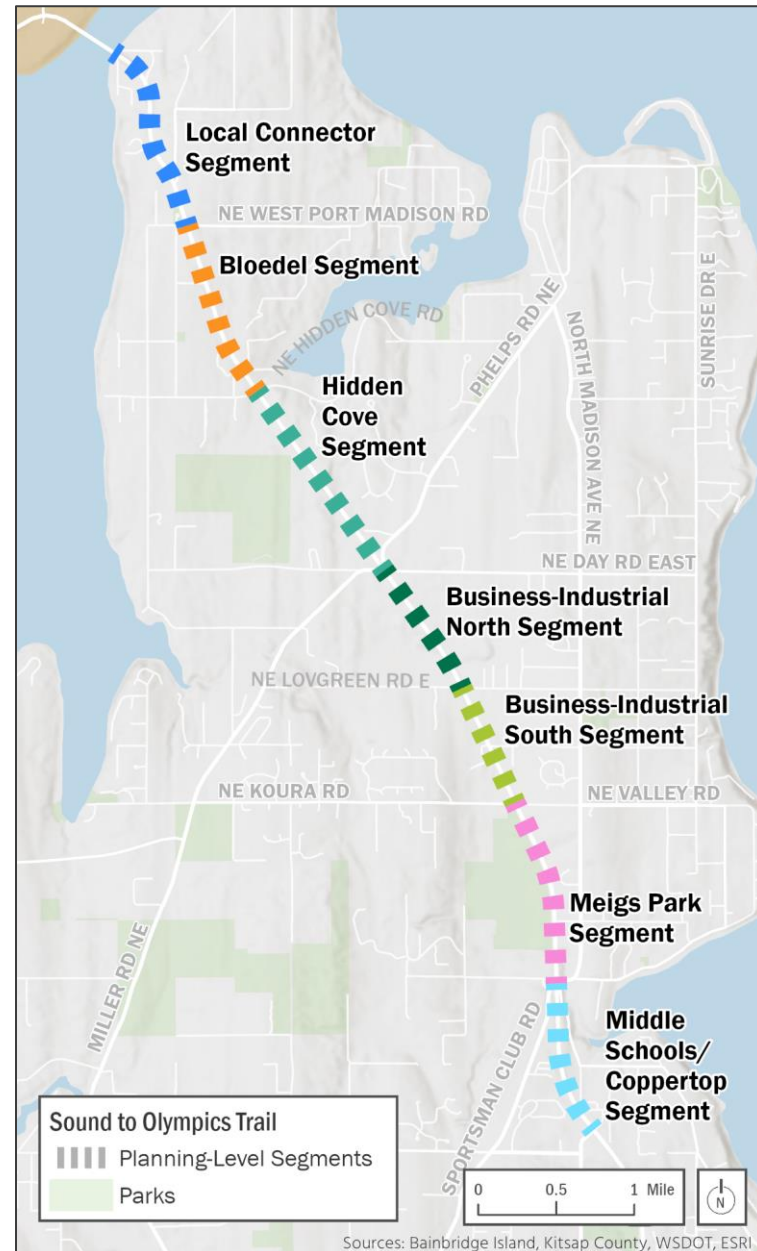 Local Connector
Segment
NE WEST PORT MADISON RD
Bloedel Segment
NE HIDDEN COVE RD
PHELPS RD NE
NORTH MADISON AVE NE
SUNRISE DR E
Hidden
Cove
Segment
NE DAY RD EAST
Business-Industrial
North Segment
NE LOVGREEN RD E
Business-Industrial
South Segment
NE KOURA RD
NE VALLEY RD
Meigs Park
Segment
MILLER RD NE
SPORTSMAN CLUB RD
Middle
Schools/
Coppertop
Segment
Sound to Olympics Trail
Planning-Level Segments
Parks
0 0.5 1 Mile
N
Sources: Bainbridge Island, Kitsap County, WSDOT, ESRI